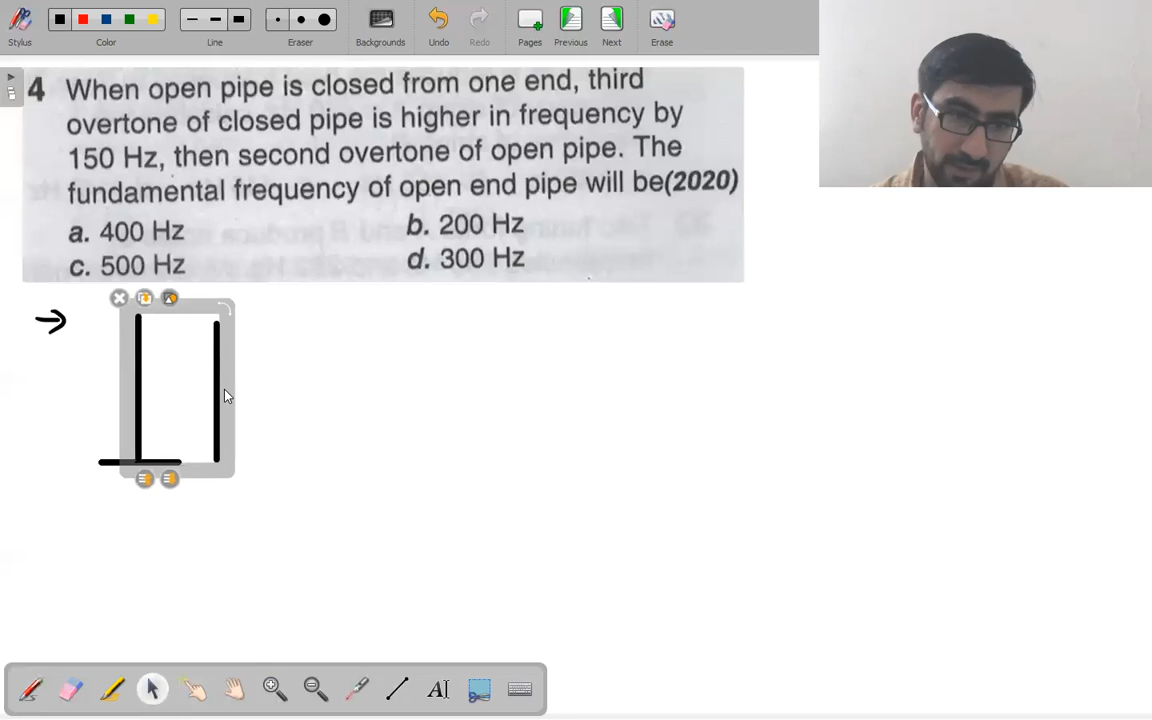 Stylus
Color
Line
Eraser
Backgrounds
Undo
Redo
Pages
Previous
Next
Erase
4 When open pipe is closed from one end, third
overtone of closed pipe is higher in frequency by
150 Hz, then second overtone of open pipe. The
fundamental frequency of open end pipe will be(2020)
a. 400 Hz b. 200 Hz
c. 500 Hz d. 300 Hz